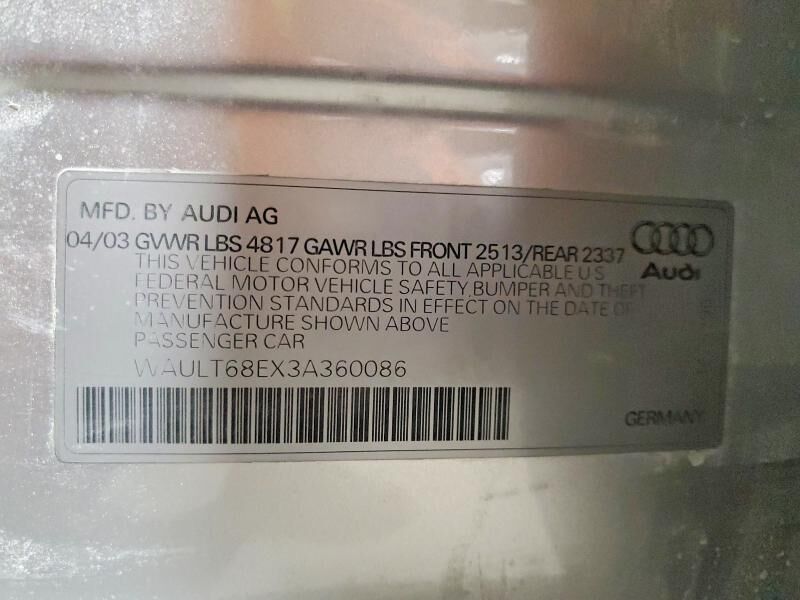 MFD. BY AUDI AG
04/03 GVWR LBS 4817 GAWR LBS FRONT 2513/REAR 2337
THIS VEHICLE CONFORMS TO ALL APPLICABLE U S
FEDERAL MOTOR VEHICLE SAFETY, BUMPER AND THEFT
PREVENTION STANDARDS IN EFFECT ON THE DATE OF
MANUFACTURE SHOWN ABOVE
PASSENGER CAR
WAULT68EX3A360086
Audi
GERMANY